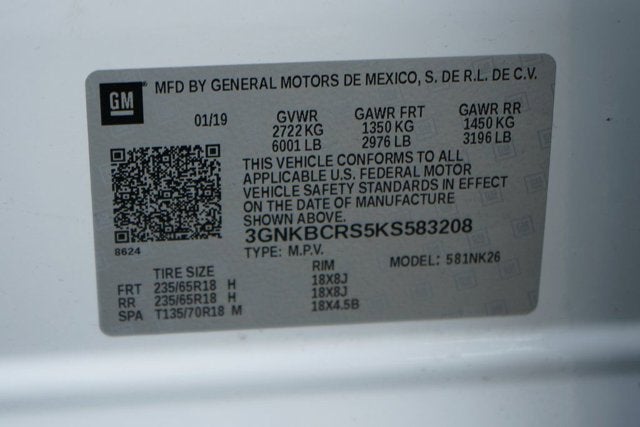 GM MFD BY GENERAL MOTORS DE MEXICO, S. DE R.L. DE C.V.
01/19 GVWR GAWR FRT GAWR RR
2722 KG 1350 KG 1450 KG
6001 LB 2976 LB 3196 LB
THIS VEHICLE CONFORMS TO ALL
APPLICABLE U.S. FEDERAL MOTOR
VEHICLE SAFETY STANDARDS IN EFFECT
ON THE DATE OF MANUFACTURE
SHOWN ABOVE.
3GNKBCRS5KS583208
8624 TYPE: M.P.V. MODEL: 581NK26
TIRE SIZE RIM
FRT 235/65R18 H 18X8J
RR 235/65R18 H 18X8J
SPA T135/70R18 M 18X4.5B